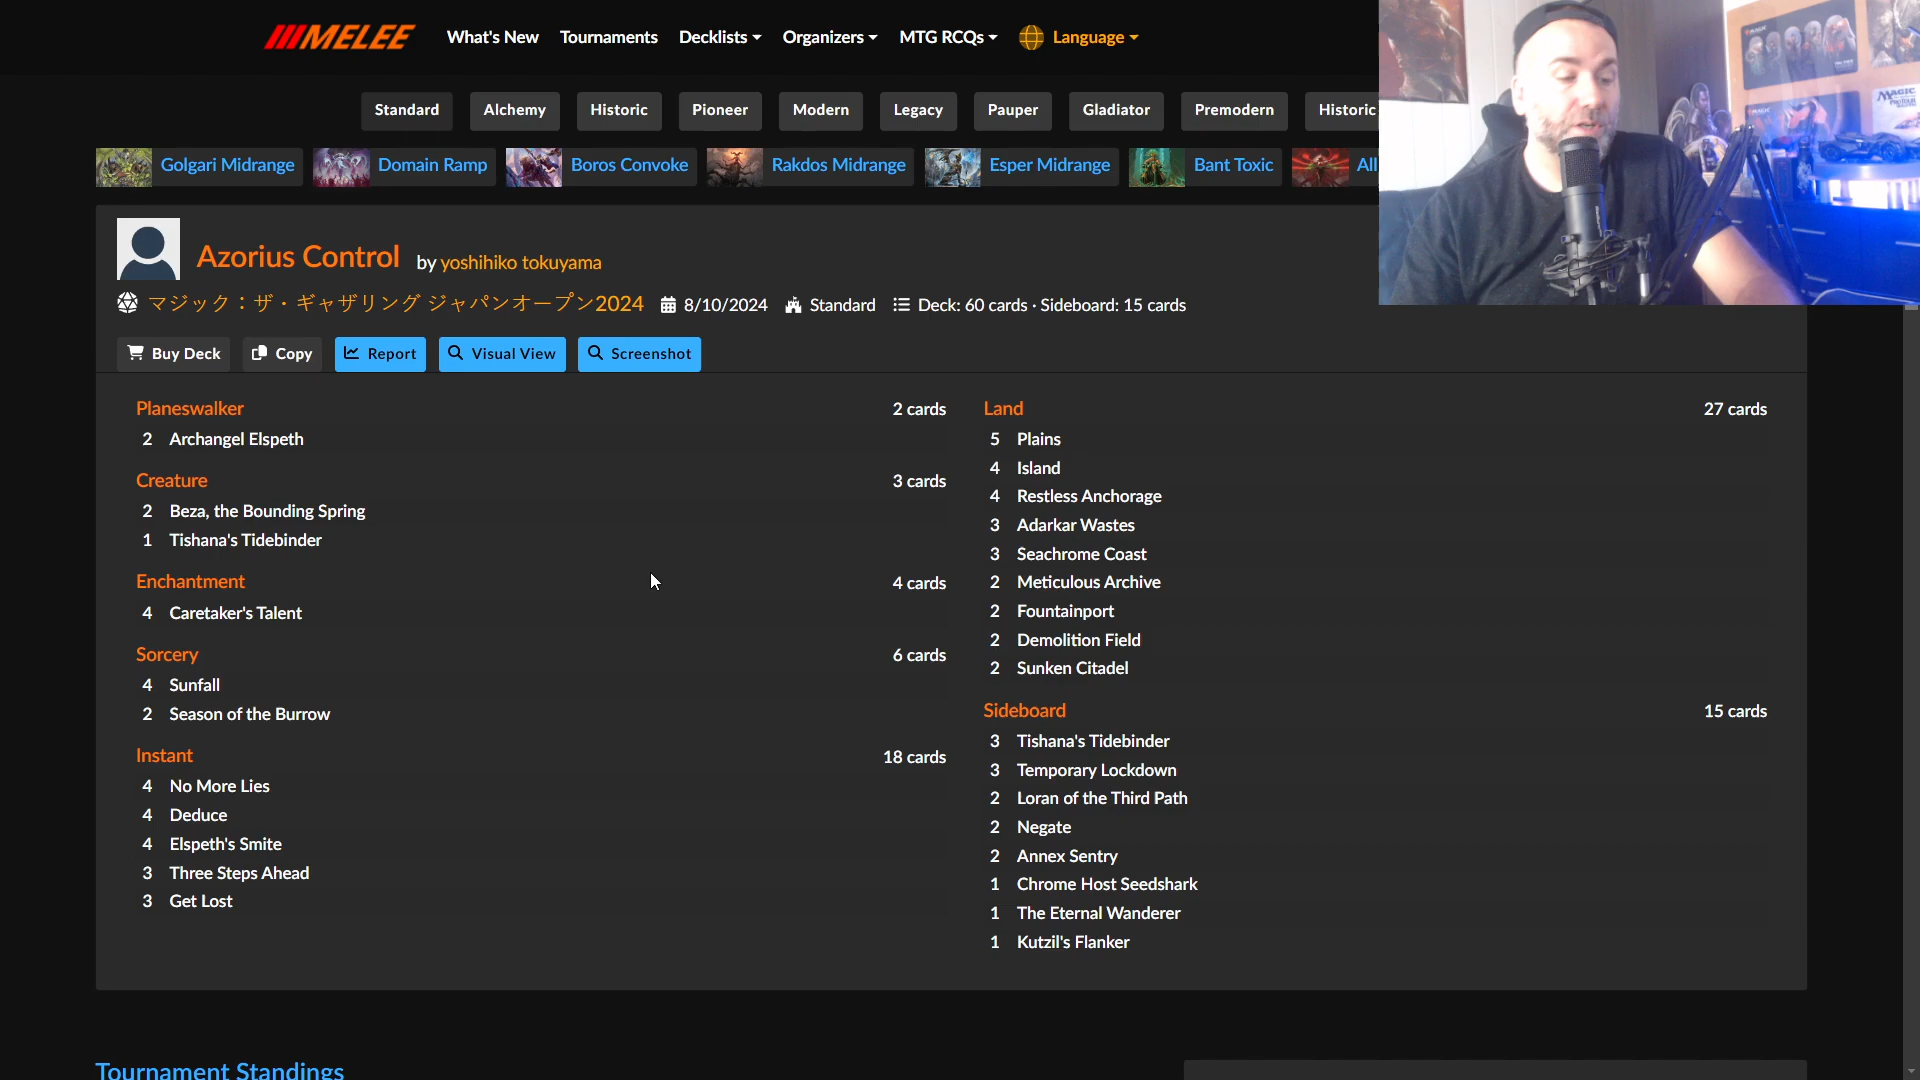 MELEE
What's New Tournaments Decklists Organizers MTG RCQs Language
Standard Alchemy Historic Pioneer Modern Legacy Pauper Gladiator Premodern Historic
Golgari Midrange Domain Ramp Boros Convoke Rakdos Midrange Esper Midrange Bant Toxic All
Azorius Control by yoshihiko tokuyama
マジック：ザ・ギャザリング ジャパンオープン2024 8/10/2024 Standard Deck: 60 cards · Sideboard: 15 cards
Buy Deck Copy Report Visual View Screenshot
Planeswalker 2 cards
2 Archangel Elspeth
Creature 3 cards
2 Beza, the Bounding Spring
1 Tishana's Tidebinder
Enchantment 4 cards
4 Caretaker's Talent
Sorcery 6 cards
4 Sunfall
2 Season of the Burrow
Instant 18 cards
4 No More Lies
4 Deduce
4 Elspeth's Smite
3 Three Steps Ahead
3 Get Lost
Land 27 cards
5 Plains
4 Island
4 Restless Anchorage
3 Adarkar Wastes
3 Seachrome Coast
2 Meticulous Archive
2 Fountainport
2 Demolition Field
2 Sunken Citadel
Sideboard 15 cards
3 Tishana's Tidebinder
3 Temporary Lockdown
2 Loran of the Third Path
2 Negate
2 Annex Sentry
1 Chrome Host Seedshark
1 The Eternal Wanderer
1 Kutzil's Flanker
Tournament Standings
MAGIC